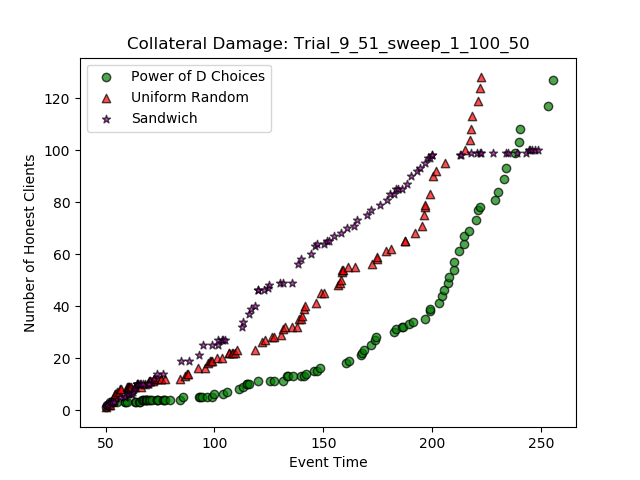 Collateral Damage: Trial_9_51_sweep_1_100_50
Power of D Choices
Uniform Random
Sandwich
Number of Honest Clients
120
100
80
60
40
20
0
50
100
150
200
250
Event Time